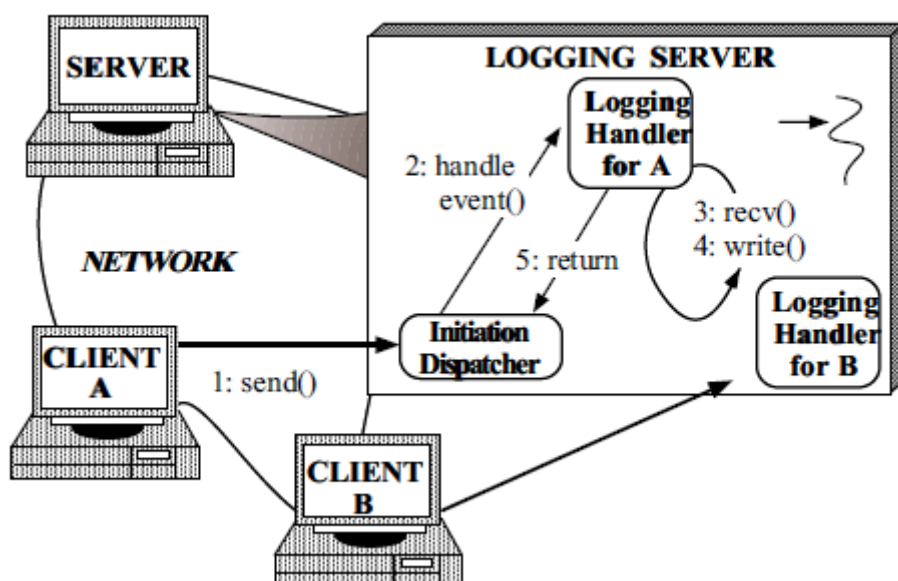 SERVER
LOGGING SERVER
Logging
Handler
for A
2: handle
event()
3: recv()
4: write()
5: return
NETWORK
Logging
Handler
for B
Initiation
Dispatcher
CLIENT
A
1: send()
CLIENT
B